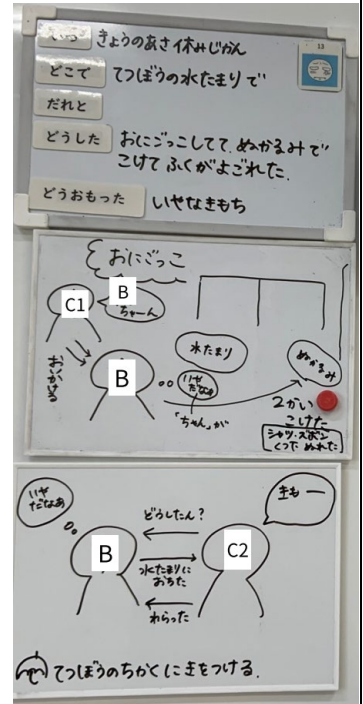 いつ きょうのあさ休みじかん
13
どこで てつぼうの水たまりで
だれと
どうした おにごっこしてて、ぬかるみで
こけて ふくがよごれた。
どうおもった いやなきもち
おにごっこ
C1
B
ちゃーん
おいかける
B
水たまり
いや
だなぁ
「ちゃん」が
ぬかるみ
2かい
こけた
シャツ・ズボン
くつた ぬれた
いや
だなあ
B
どうしたん?
水たまりに
おちた
わらった
C2
きもー
てつぼうのちかくにきをつける。